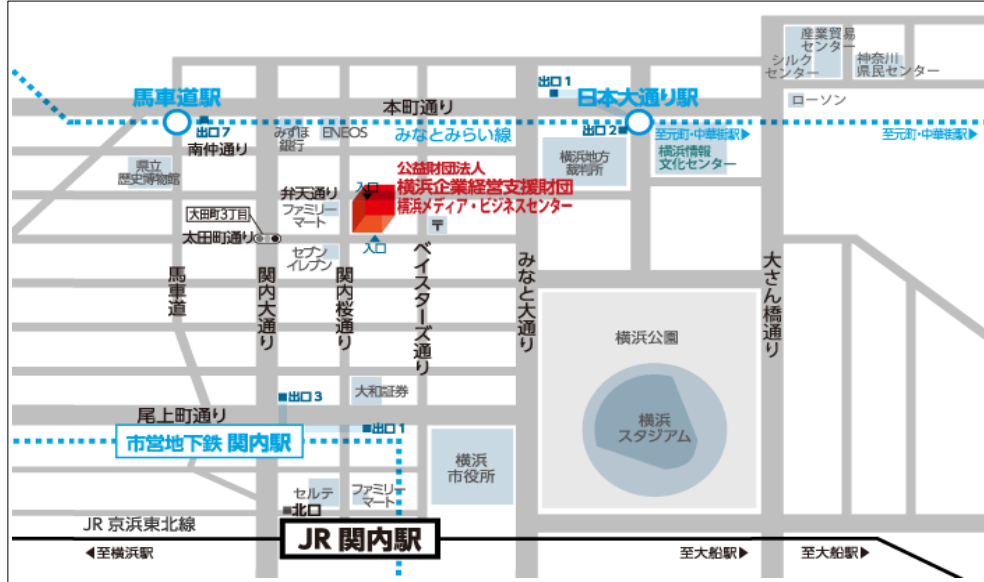 産業貿易
センター
シルク
センター
神奈川
県民センター
馬車道駅
出口1
日本大通り駅
ローソン
本町通り
出口7
みずほ
銀行
ENEOS
みなとみらい線
出口2
至元町・中華街駅▶
至元町・中華街駅▶
南仲通り
横浜地方
裁判所
横浜情報
文化センター
県立
歴史博物館
公益財団法人
横浜企業経営支援財団
横浜メディア・ビジネスセンター
入口
弁天通り
ファミリー
マート
大田町3丁目
太田町通り
〒
入口
セブン
イレブン
馬車道
関内大通り
関内桜通り
ベイスターズ通り
みなと大通り
大さん橋通り
横浜公園
出口3
大和証券
尾上町通り
横浜
スタジアム
出口1
市営地下鉄 関内駅
横浜
市役所
セルテ
ファミリー
マート
北口
JR 京浜東北線
JR 関内駅
◀至横浜駅
至大船駅▶
至大船駅▶